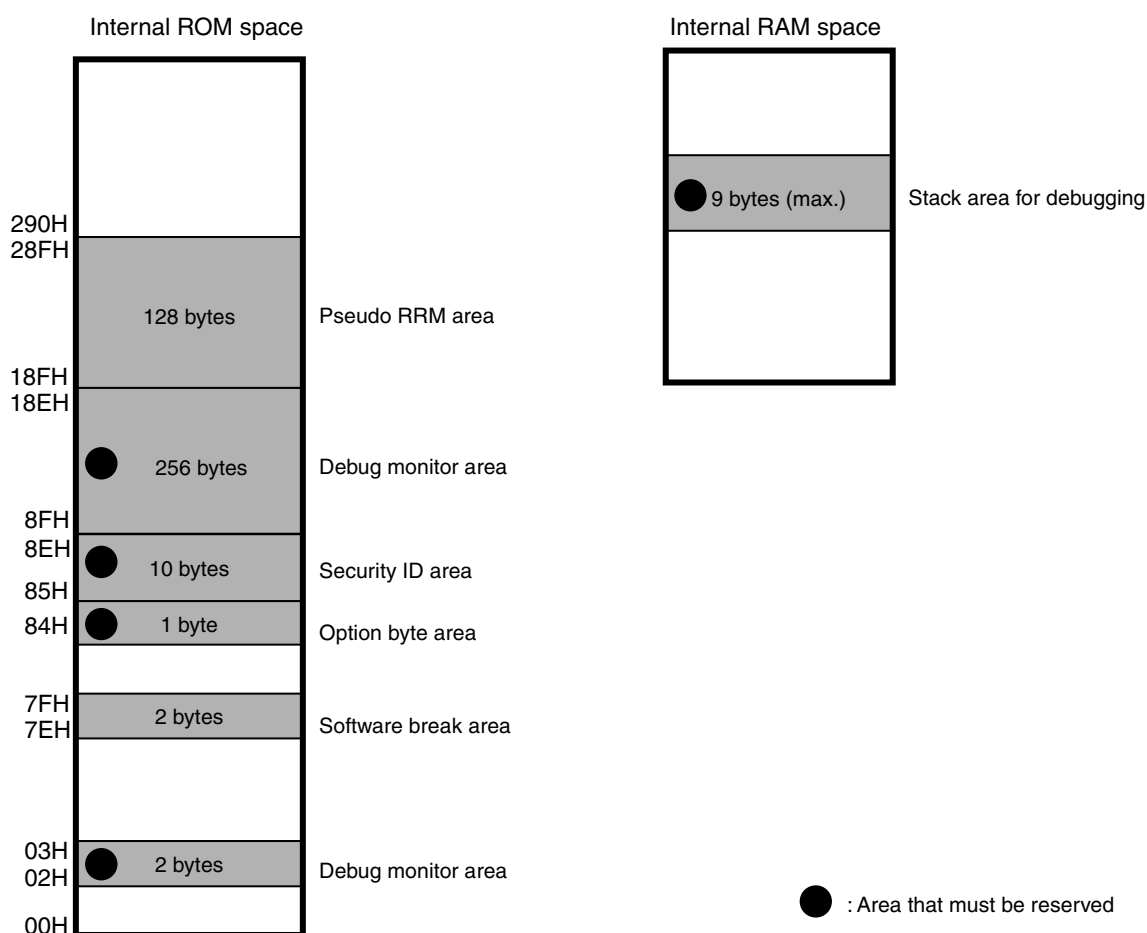 Internal ROM space
290H
28FH
128 bytes
Pseudo RRM area
18FH
18EH
256 bytes
Debug monitor area
8FH
8EH
10 bytes
Security ID area
85H
84H
1 byte
Option byte area
7FH
7EH
2 bytes
Software break area
03H
02H
2 bytes
Debug monitor area
00H
Internal RAM space
9 bytes (max.)
Stack area for debugging
: Area that must be reserved